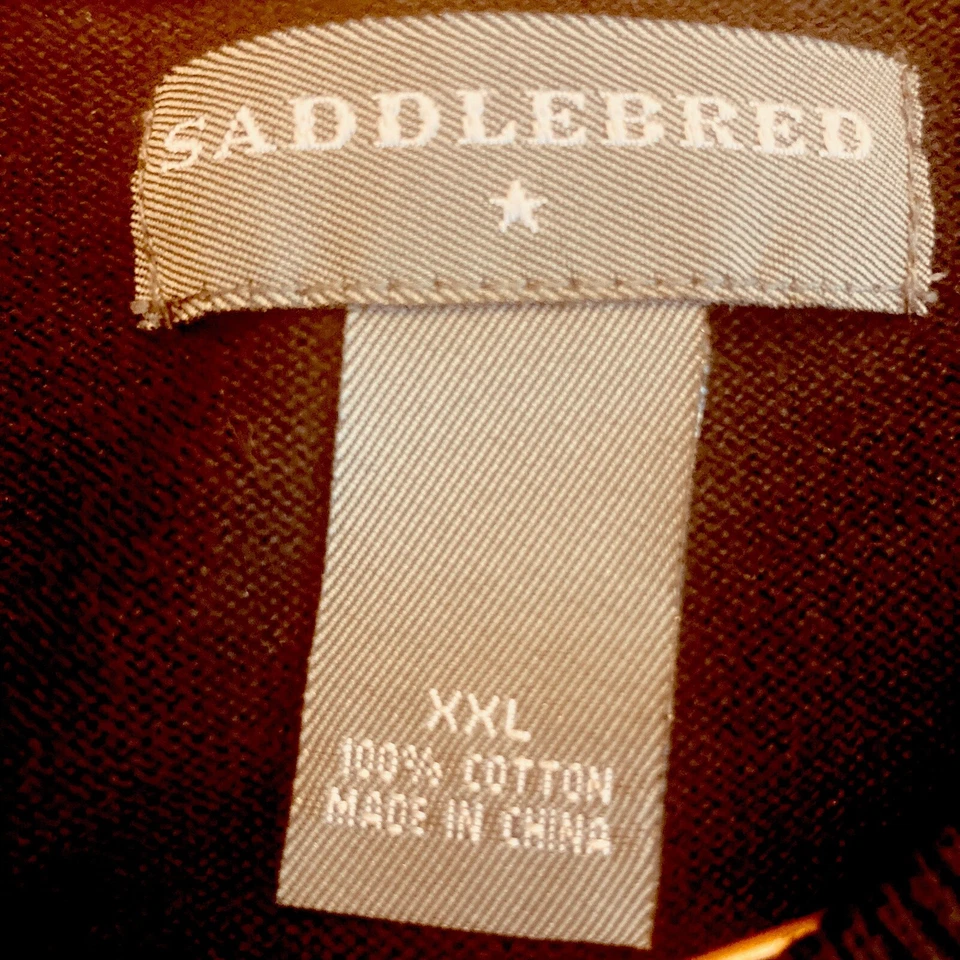 SADDLEBRED
XXL
100% COTTON
MADE IN CHINA